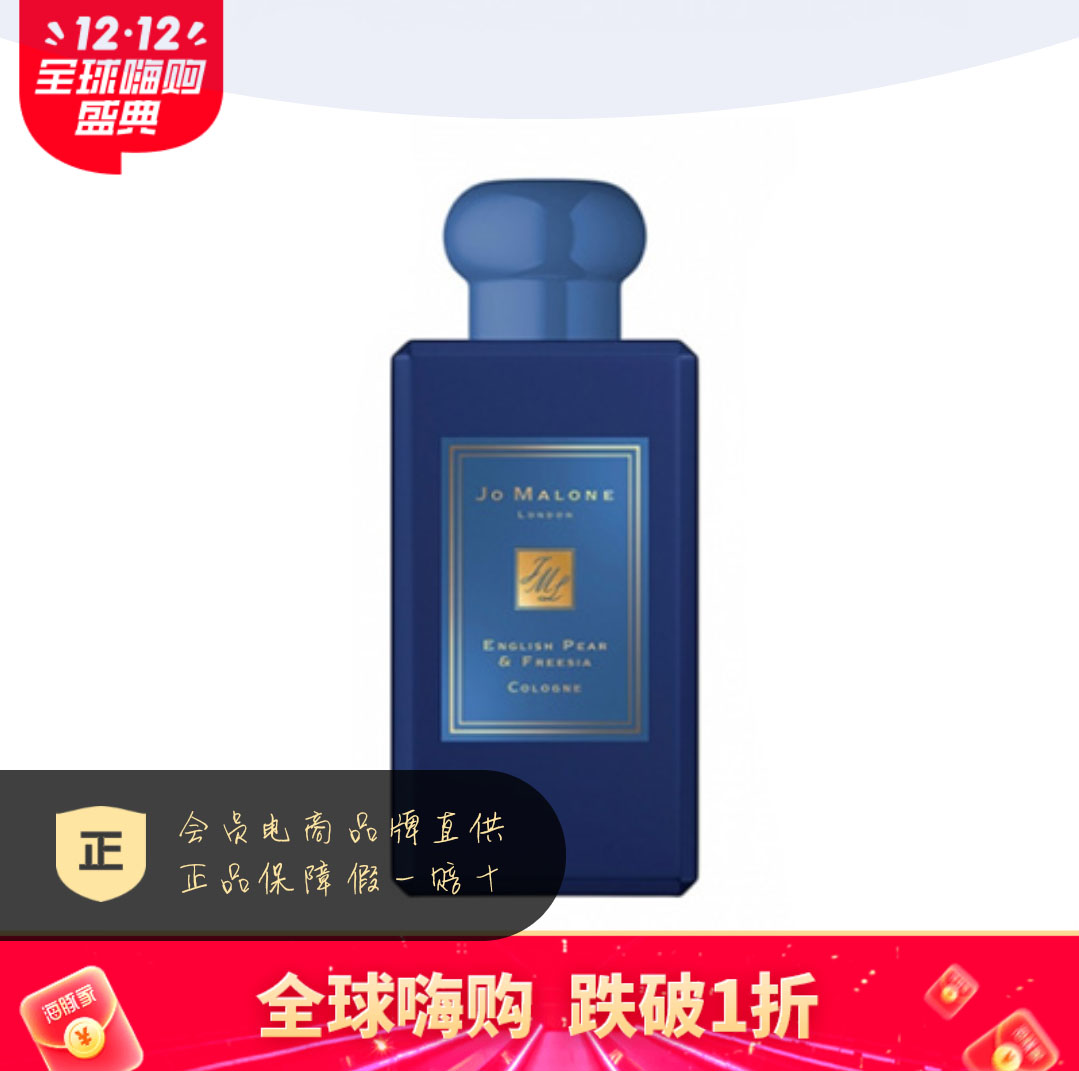 12·12
全球嗨购
盛典
JO MALONE
LONDON
JML
ENGLISH PEAR
& FREESIA
COLOGNE
正
会员电商品牌直供
正品保障假一赔十
海豚家
全球嗨购 跌破1折